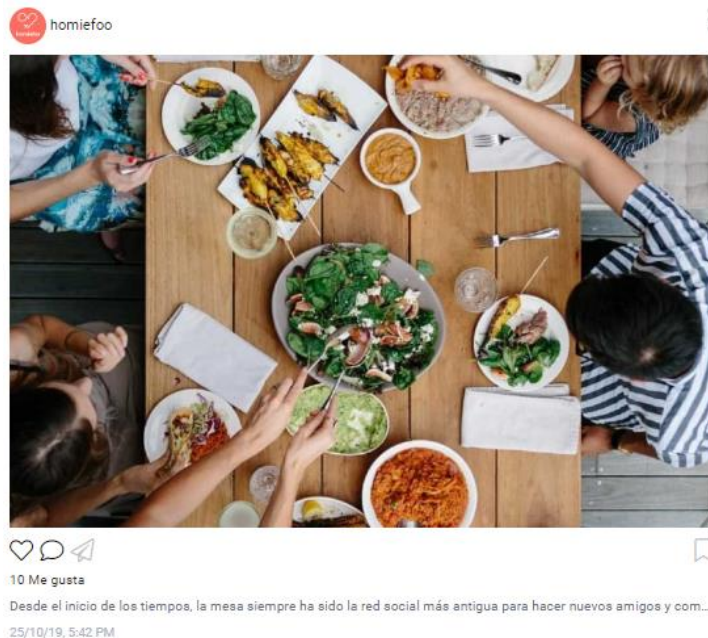 homiefoo
10 Me gusta
Desde el inicio de los tiempos, la mesa siempre ha sido la red social más antigua para hacer nuevos amigos y com...
25/10/19, 5:42 PM